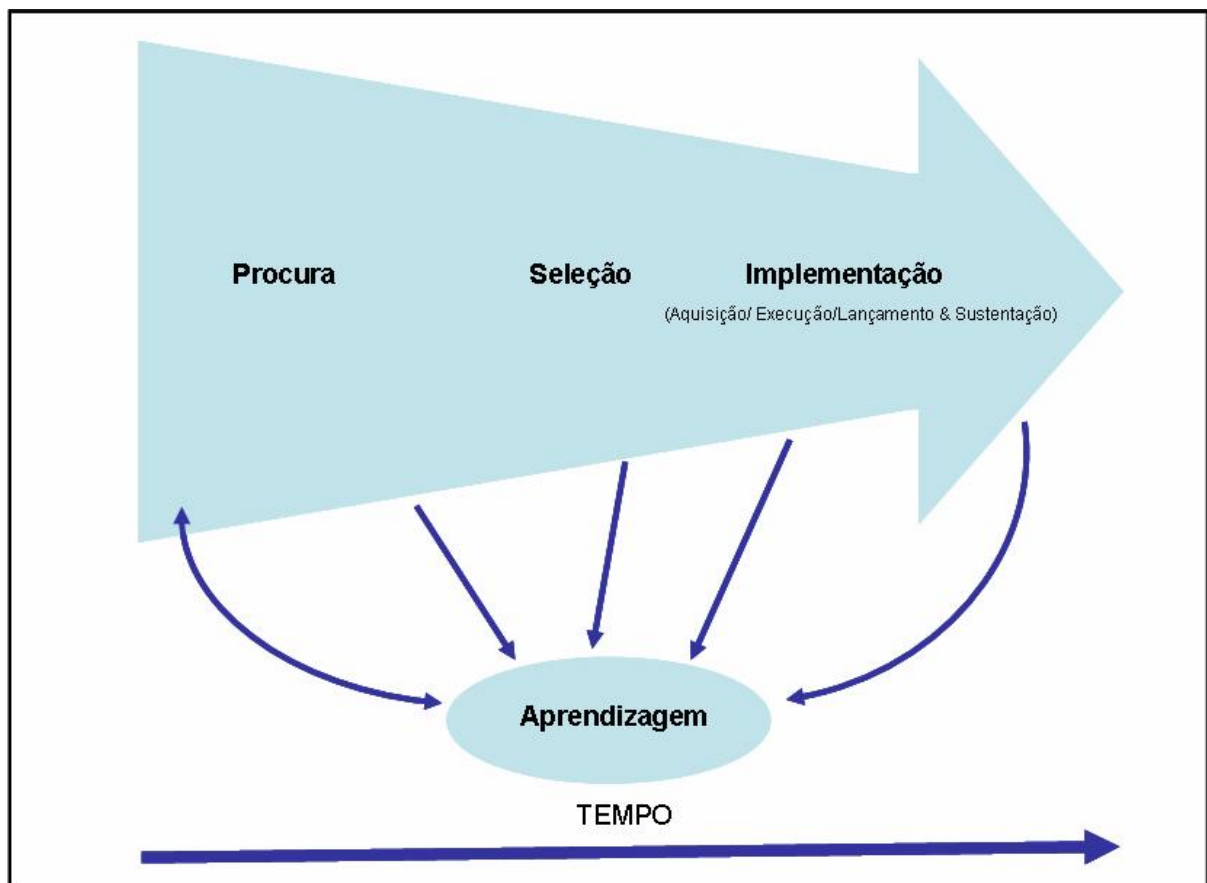 Procura
Seleção
Implementação
(Aquisição/ Execução/Lançamento & Sustentação)
Aprendizagem
TEMPO